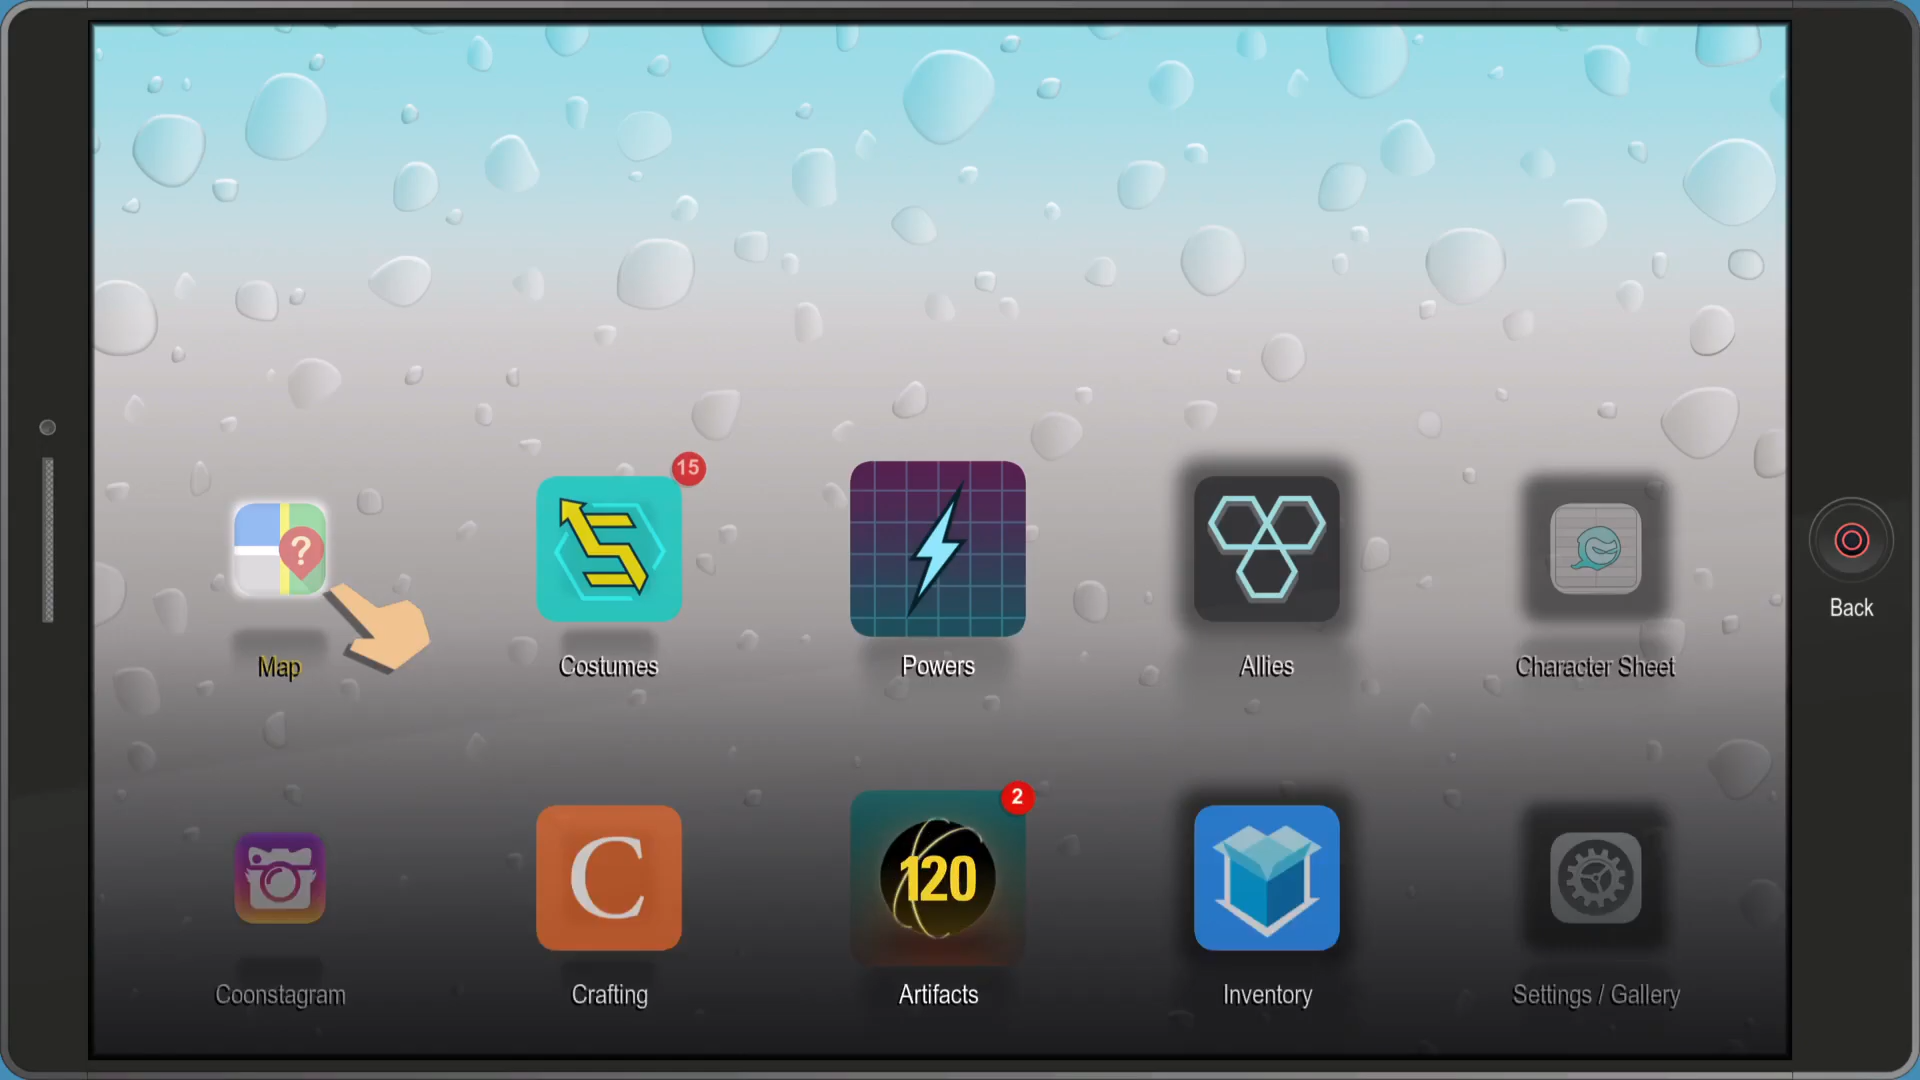 15
?
Map
Costumes
Powers
Allies
Character Sheet
Back
2
C
120
Coonstagram
Crafting
Artifacts
Inventory
Settings / Gallery